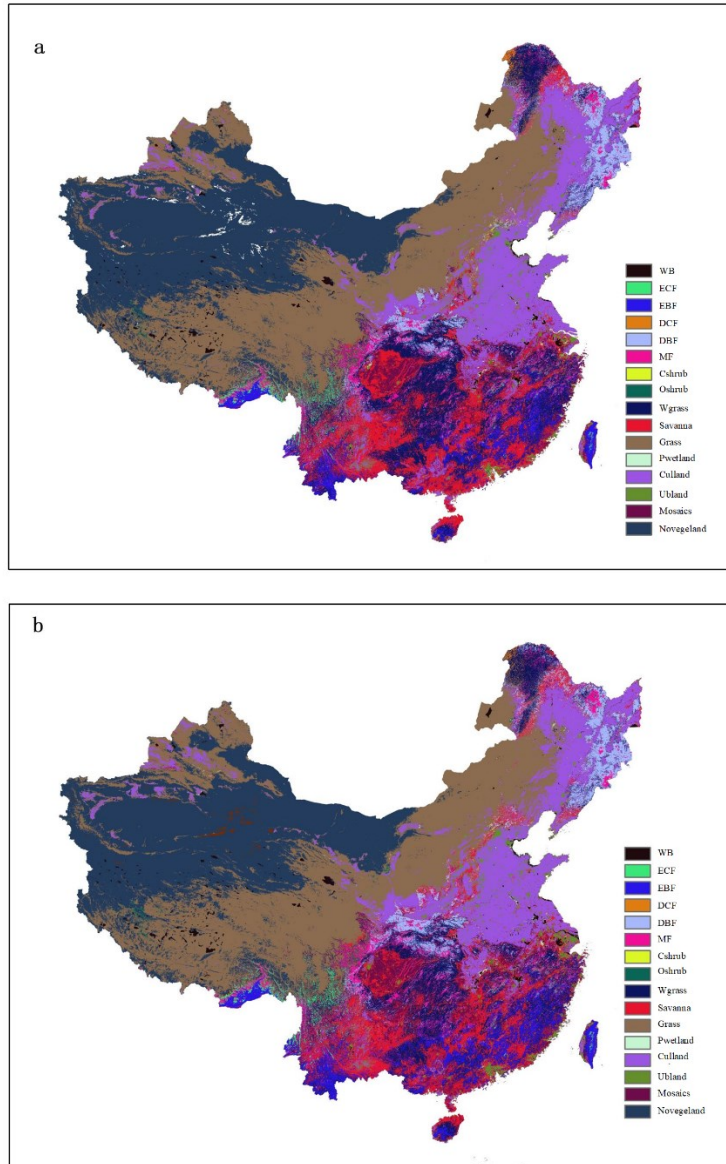 a
WB
ECF
EBF
DCF
DBF
MF
Cshrub
Oshrub
Wgrass
Savanna
Grass
Pwetland
Culland
Ubland
Mosaics
Novegeland
b
WB
ECF
EBF
DCF
DBF
MF
Cshrub
Oshrub
Wgrass
Savanna
Grass
Pwetland
Culland
Ubland
Mosaics
Novegeland